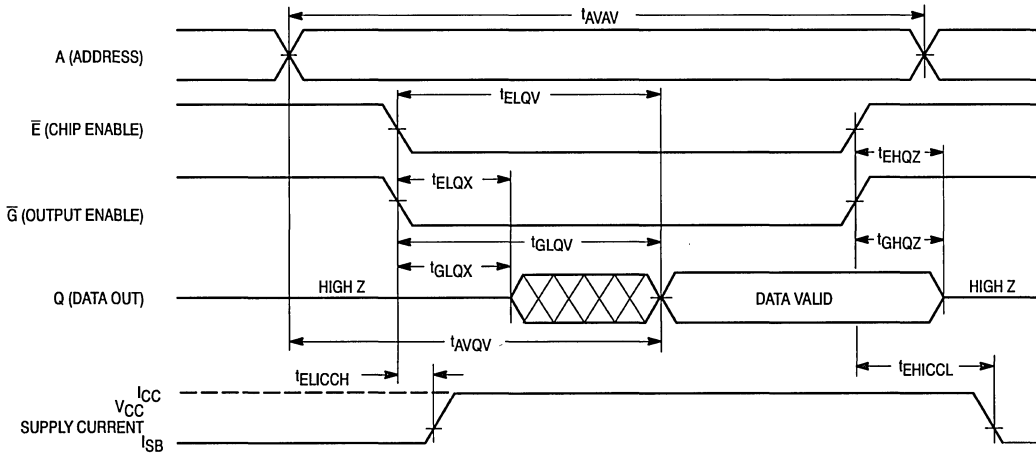 tAVAV
A (ADDRESS)
tELQV
E̅ (CHIP ENABLE)
tEHQZ
tELQX
G̅ (OUTPUT ENABLE)
tGLQV
tGHQZ
tGLQX
Q (DATA OUT)
HIGH Z
DATA VALID
HIGH Z
tAVQV
tELICCH
tEHICCL
ICC
VCC
SUPPLY CURRENT
ISB